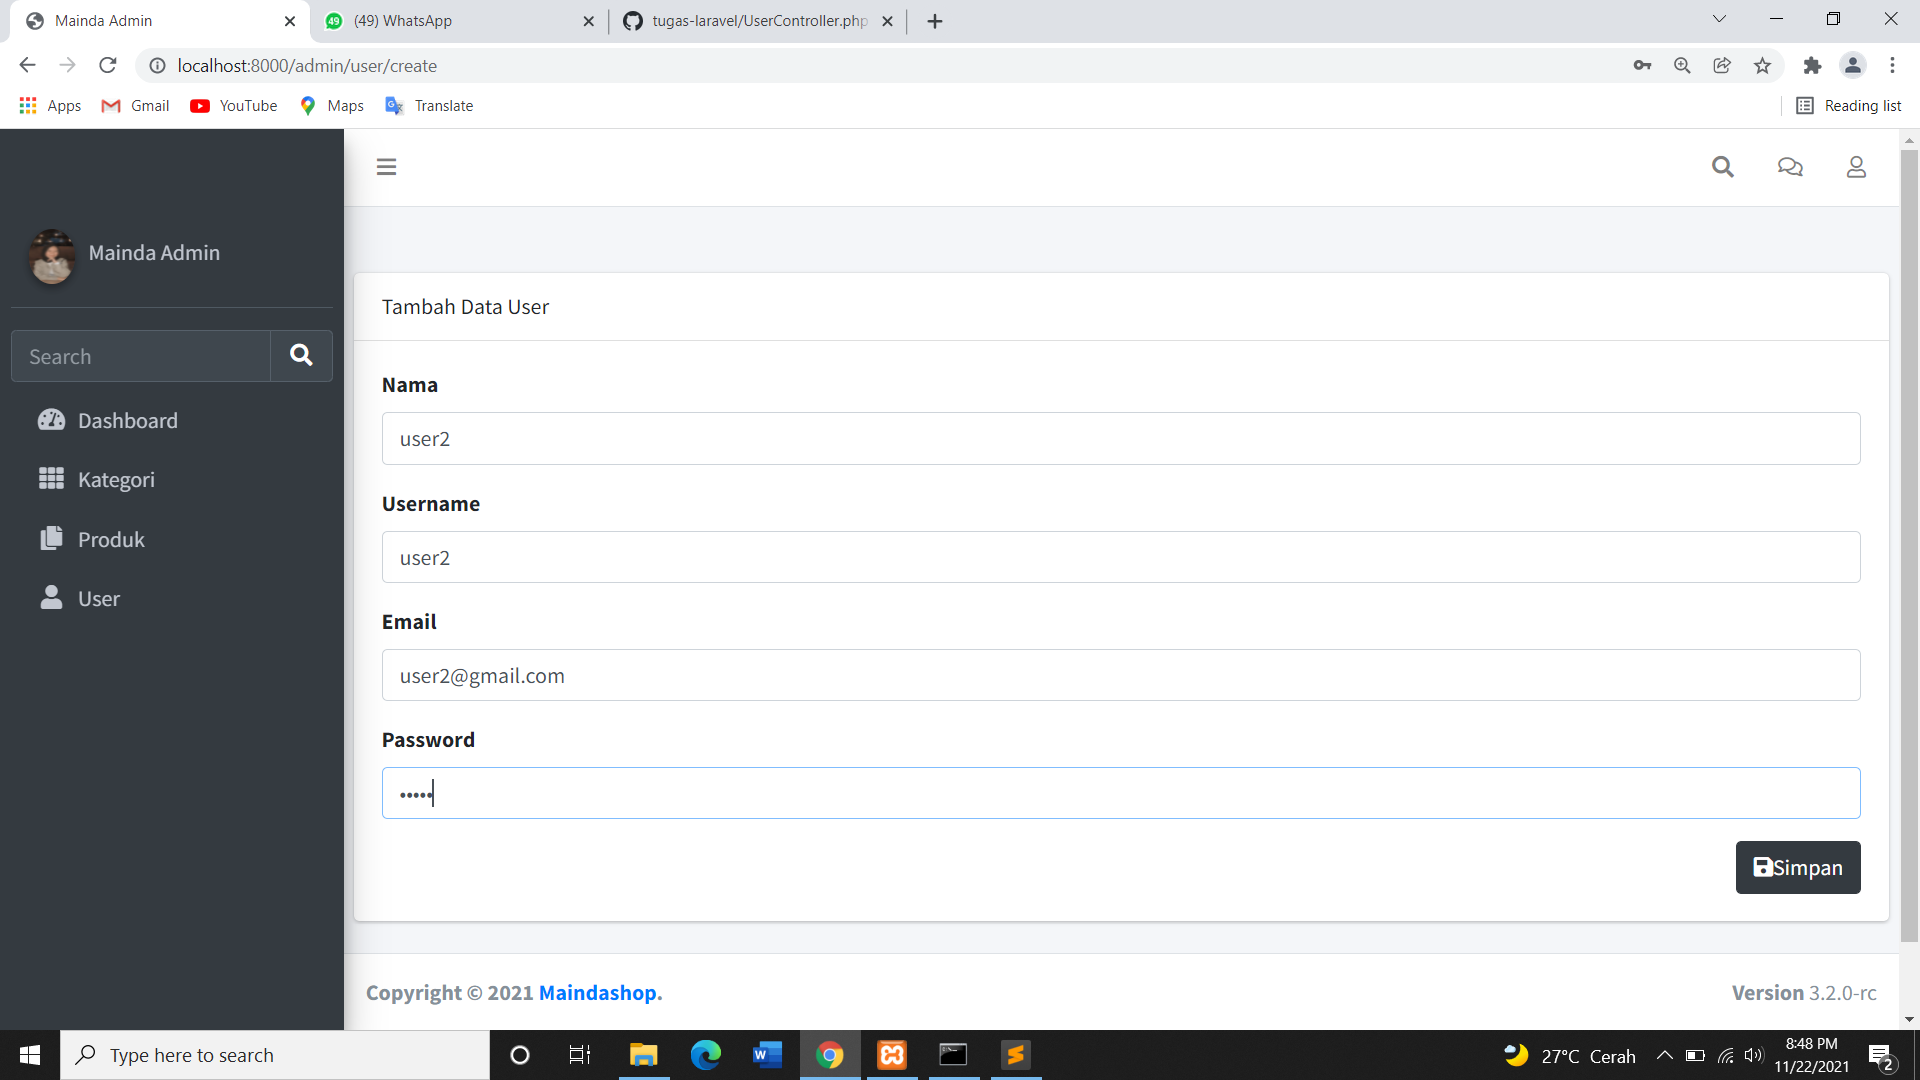 Mainda Admin
(49) WhatsApp
tugas-laravel/UserController.php
localhost:8000/admin/user/create
Apps
Gmail
YouTube
Maps
Translate
Reading list
Mainda Admin
Search
Dashboard
Kategori
Produk
User
Tambah Data User
Nama
user2
Username
user2
Email
user2@gmail.com
Password
•••••
Simpan
Copyright © 2021 Maindashop.
Version 3.2.0-rc
Type here to search
27°C Cerah
8:48 PM
11/22/2021
2